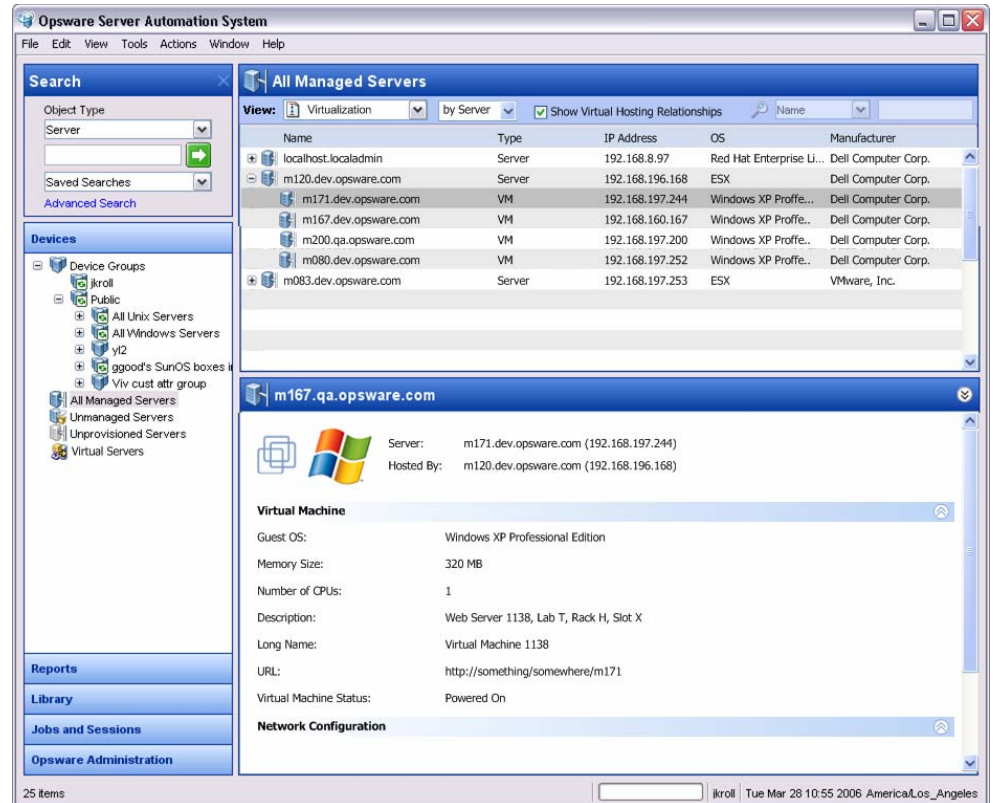 Opsware Server Automation System
File Edit View Tools Actions Window Help
Search
Object Type
Server
Saved Searches
Advanced Search
Devices
Device Groups
jkroll
Public
All Unix Servers
All Windows Servers
yl2
ggood's SunOS boxes i
Viv cust attr group
All Managed Servers
Unmanaged Servers
Unprovisioned Servers
Virtual Servers
Reports
Library
Jobs and Sessions
Opsware Administration
All Managed Servers
View: Virtualization by Server Show Virtual Hosting Relationships Name
Name Type IP Address OS Manufacturer
localhost.localadmin Server 192.168.8.97 Red Hat Enterprise Li... Dell Computer Corp.
m120.dev.opsware.com Server 192.168.196.168 ESX Dell Computer Corp.
m171.dev.opsware.com VM 192.168.197.244 Windows XP Proffe... Dell Computer Corp.
m167.dev.opsware.com VM 192.168.160.167 Windows XP Proffe.. Dell Computer Corp.
m200.qa.opsware.com VM 192.168.197.200 Windows XP Proffe.. Dell Computer Corp.
m080.dev.opsware.com VM 192.168.197.252 Windows XP Proffe.. Dell Computer Corp.
m083.dev.opsware.com Server 192.168.197.253 ESX VMware, Inc.
m167.qa.opsware.com
Server: m171.dev.opsware.com (192.168.197.244)
Hosted By: m120.dev.opsware.com (192.168.196.168)
Virtual Machine
Guest OS: Windows XP Professional Edition
Memory Size: 320 MB
Number of CPUs: 1
Description: Web Server 1138, Lab T, Rack H, Slot X
Long Name: Virtual Machine 1138
URL: http://something/somewhere/m171
Virtual Machine Status: Powered On
Network Configuration
25 items
jkroll Tue Mar 28 10:55 2006 America/Los_Angeles